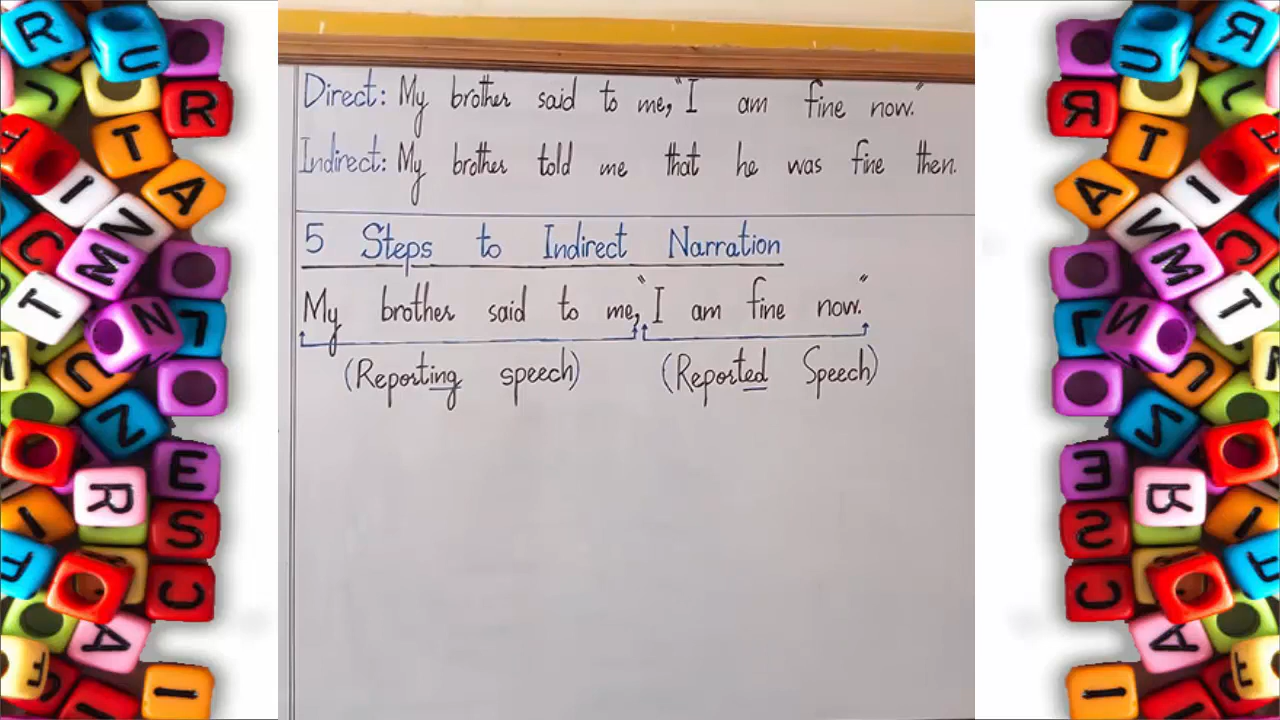 Direct: My brother said to me, "I am fine now."
Indirect: My brother told me that he was fine then.
5 Steps to Indirect Narration
My brother said to me, "I am fine now."
(Reporting speech) (Reported Speech)